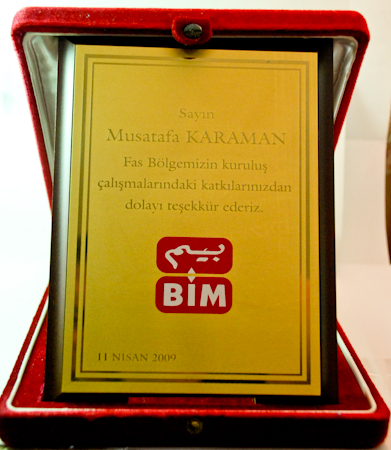 Sayın
Musatafa KARAMAN
Fas Bölgemizin kuruluş
çalışmalarındaki katkılarınızdan
dolayı teşekkür ederiz.
بيم
BİM
11 NİSAN 2009